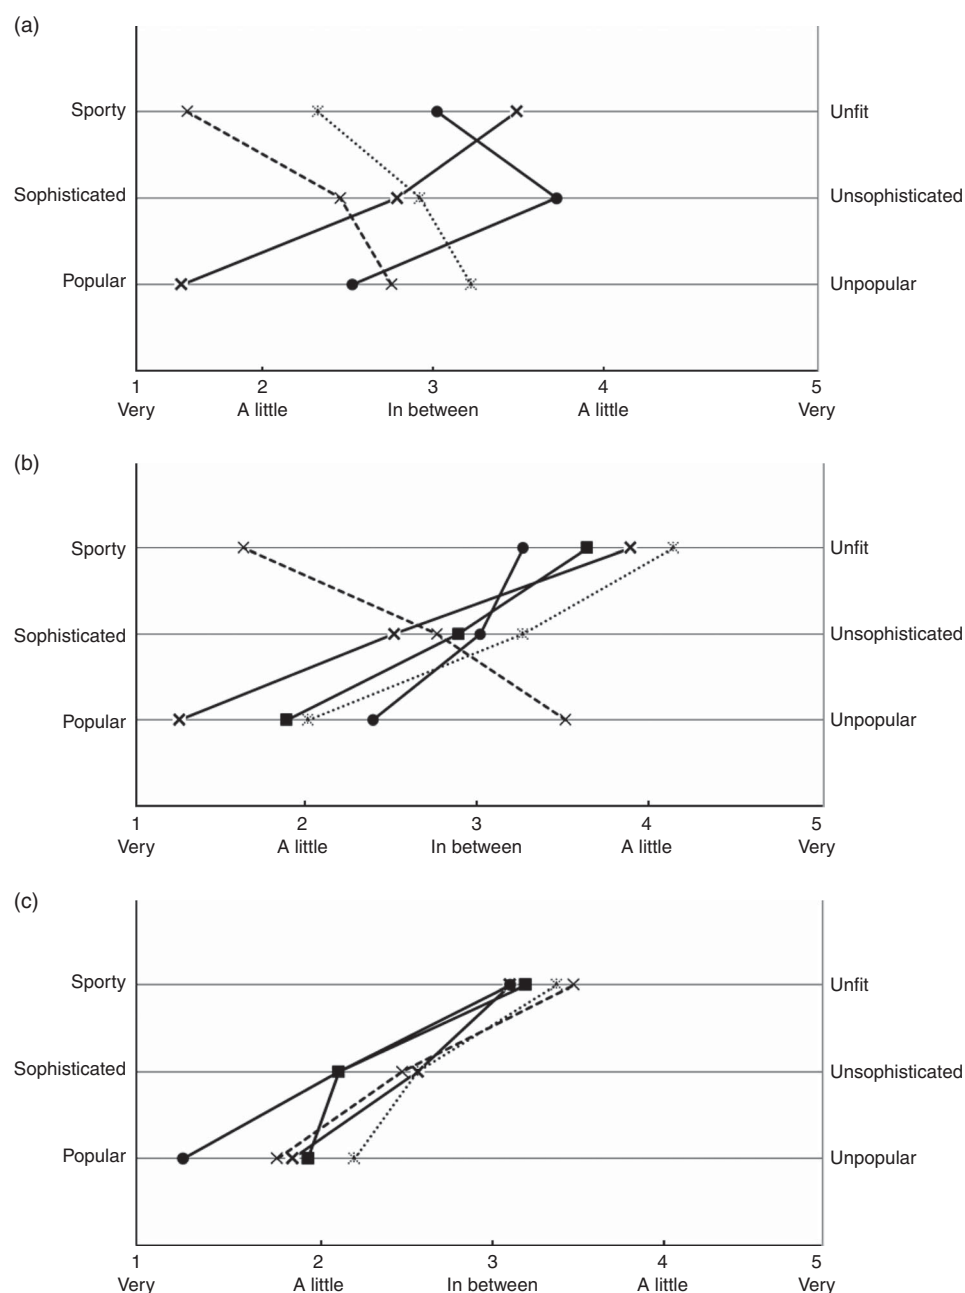 (a)
Sporty Unfit
Sophisticated Unsophisticated
Popular Unpopular
1 2 3 4 5
Very A little In between A little Very
(b)
Sporty Unfit
Sophisticated Unsophisticated
Popular Unpopular
1 2 3 4 5
Very A little In between A little Very
(c)
Sporty Unfit
Sophisticated Unsophisticated
Popular Unpopular
1 2 3 4 5
Very A little In between A little Very